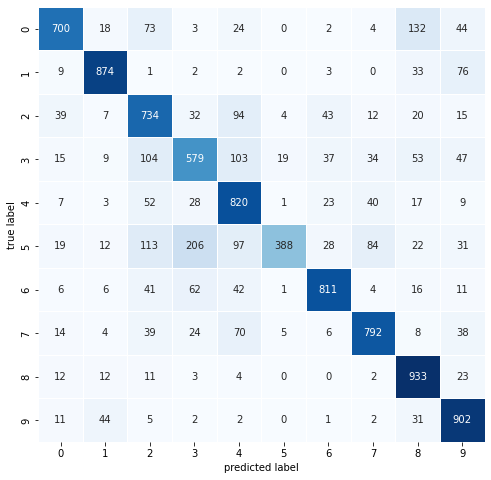 0 700 18 73 3 24 0 2 4 132 44
1 9 874 1 2 2 0 3 0 33 76
2 39 7 734 32 94 4 43 12 20 15
3 15 9 104 579 103 19 37 34 53 47
4 7 3 52 28 820 1 23 40 17 9
5 19 12 113 206 97 388 28 84 22 31
6 6 6 41 62 42 1 811 4 16 11
7 14 4 39 24 70 5 6 792 8 38
8 12 12 11 3 4 0 0 2 933 23
9 11 44 5 2 2 0 1 2 31 902
0 1 2 3 4 5 6 7 8 9
predicted label
true label